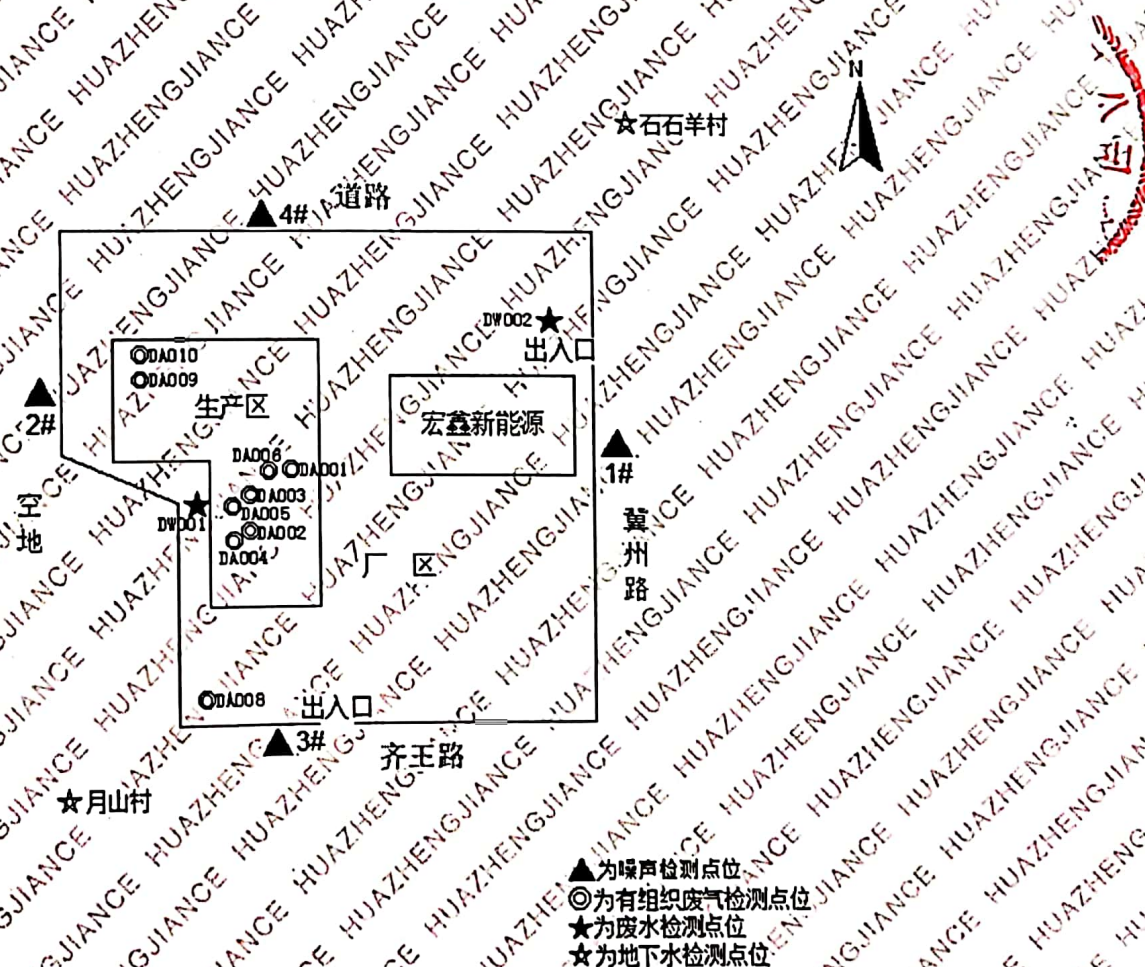 N
☆石石羊村
道路
▲4#
DW002★
出入口
◎DA010
◎DA009
生产区
▲2#
宏鑫新能源
DA006
◎DA001
▲1#
◎DA003
DA005
DW001★
◎DA002
DA004
空地
冀州路
厂 区
◎DA008
出入口
▲3#
齐王路
☆月山村
▲为噪声检测点位
◎为有组织废气检测点位
★为废水检测点位
☆为地下水检测点位
HUAZHENGJIANCE